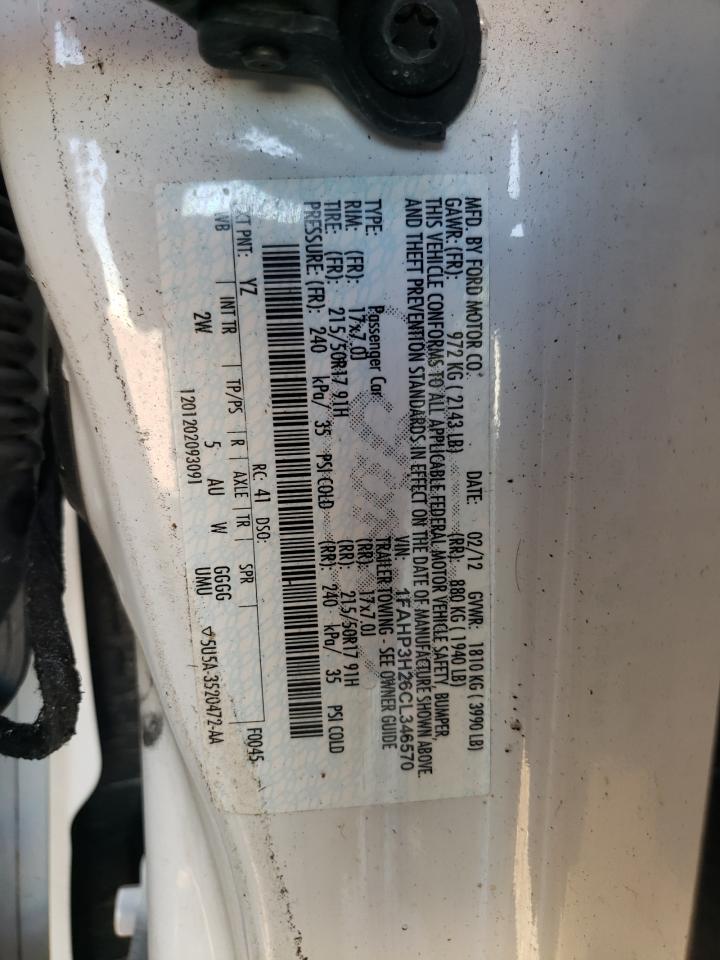 MFD. BY FORD MOTOR CO. DATE: 02/12 GVWR: 1810 KG ( 3990 LB)
GAWR: (FR): 972 KG ( 2143 LB) (RR): 880 KG ( 1940 LB)
THIS VEHICLE CONFORMS TO ALL APPLICABLE FEDERAL MOTOR VEHICLE SAFETY, BUMPER,
AND THEFT PREVENTION STANDARDS IN EFFECT ON THE DATE OF MANUFACTURE SHOWN ABOVE.
VIN: 1FAHP3H26CL346570
TYPE: Passenger Car TRAILER TOWING - SEE OWNER GUIDE
RIM: (FR): 17x7.0J (RR): 17x7.0J
TIRE: (FR): 215/50R17 91H (RR): 215/50R17 91H
PRESSURE: (FR): 240 kPa/ 35 PSI COLD (RR): 240 kPa/ 35 PSI COLD
RC: 41 DSO: F0045
PNT: YZ
WB INT TR TP/PS R AXLE TR SPR
2W 5 AU W GGGG
UMU
120120209309​1 5U5A-3520472-AA